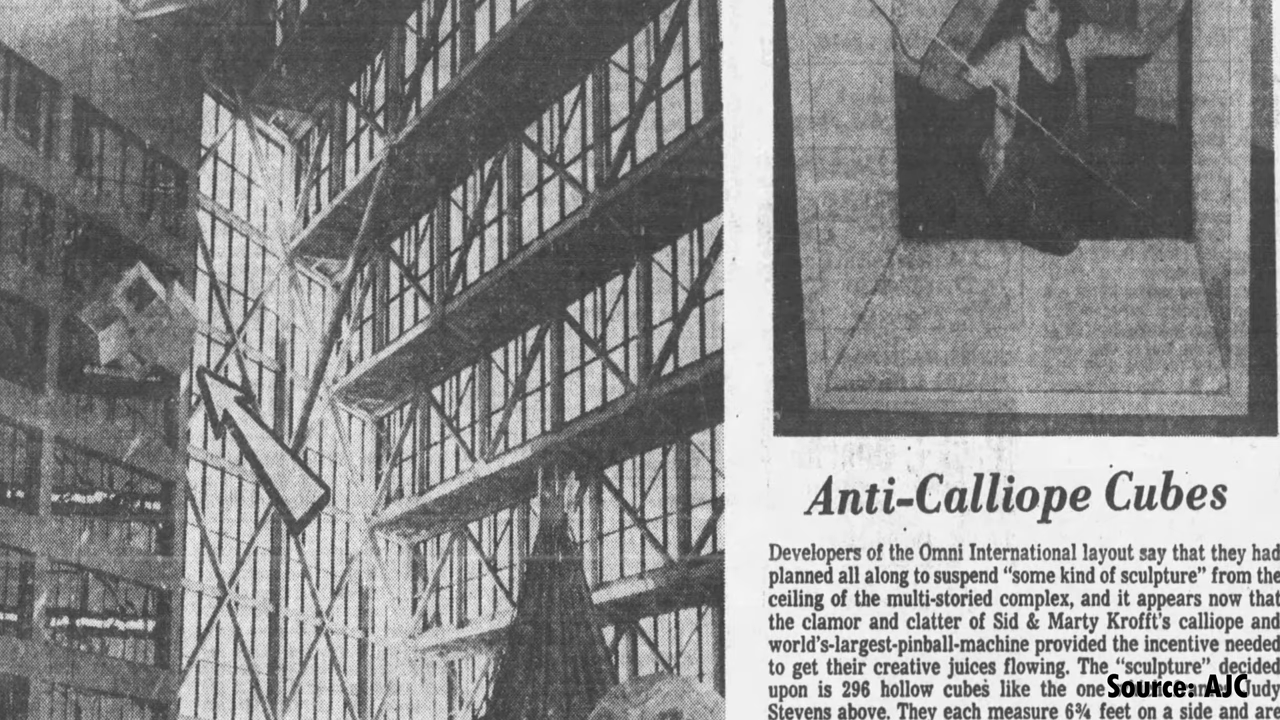 Anti-Calliope Cubes
Developers of the Omni International layout say that they had
planned all along to suspend “some kind of sculpture” from the
ceiling of the multi-storied complex, and it appears now that
the clamor and clatter of Sid & Marty Krofft's calliope and
world's-largest-pinball-machine provided the incentive needed
to get their creative juices flowing. The “sculpture” decided
upon is 296 hollow cubes like the one Judy
Source: AJC
Stevens above. They each measure 6¾ feet on a side and are